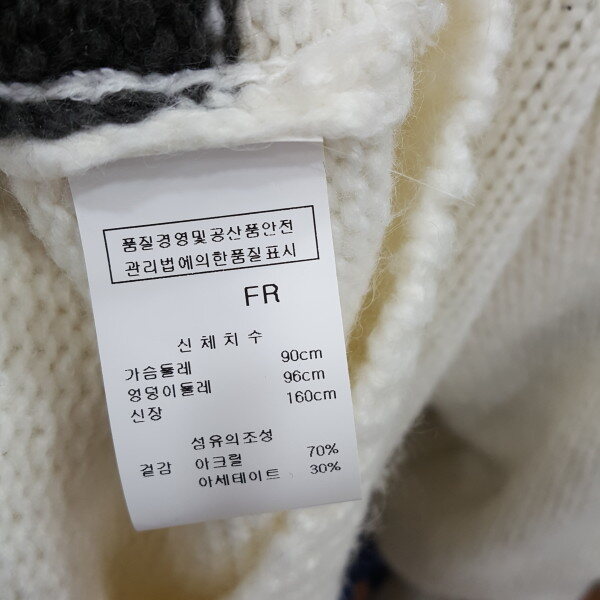 품질경영및공산품안전
관리법에의한품질표시
FR
신체치수
가슴둘레 90cm
엉덩이둘레 96cm
신장 160cm
섬유의조성
겉감 아크릴 70%
아세테이트 30%